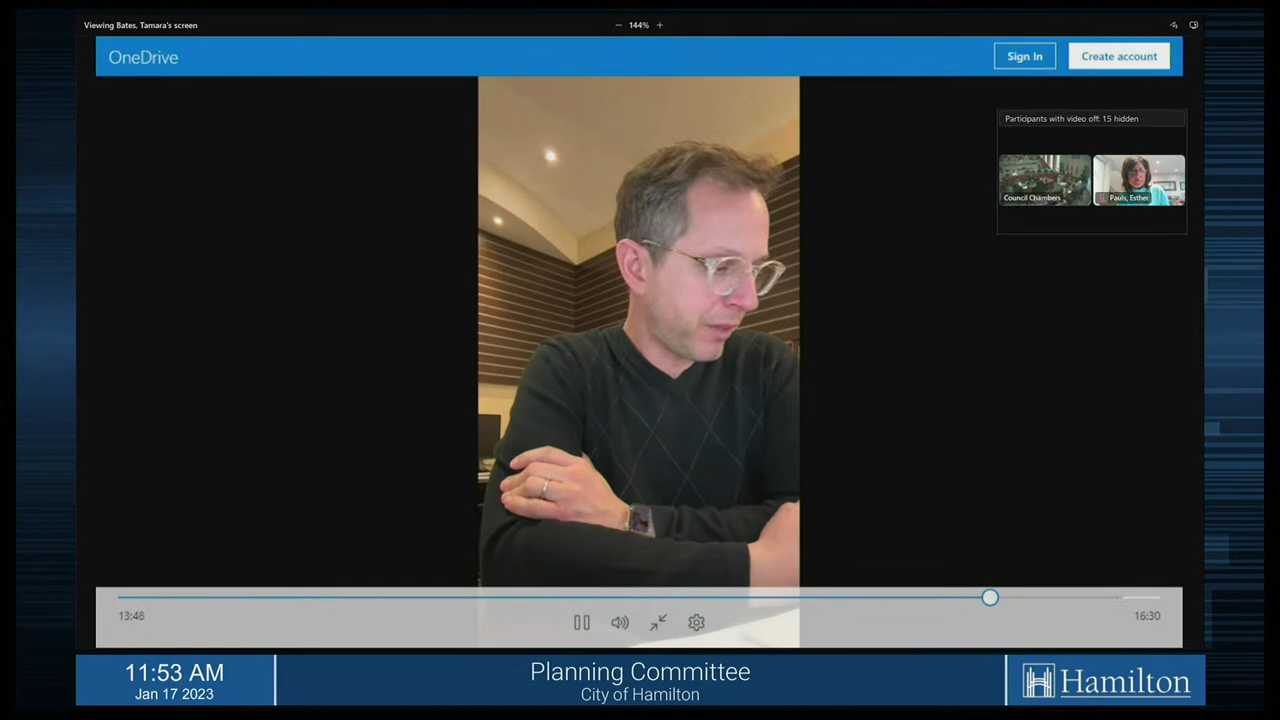 Viewing Bates, Tamara's screen
144%
OneDrive
Sign In
Create account
Participants with video off: 15 hidden
Council Chambers
Pauls, Esther
13:48
16:30
11:53 AM
Jan 17 2023
Planning Committee
City of Hamilton
Hamilton